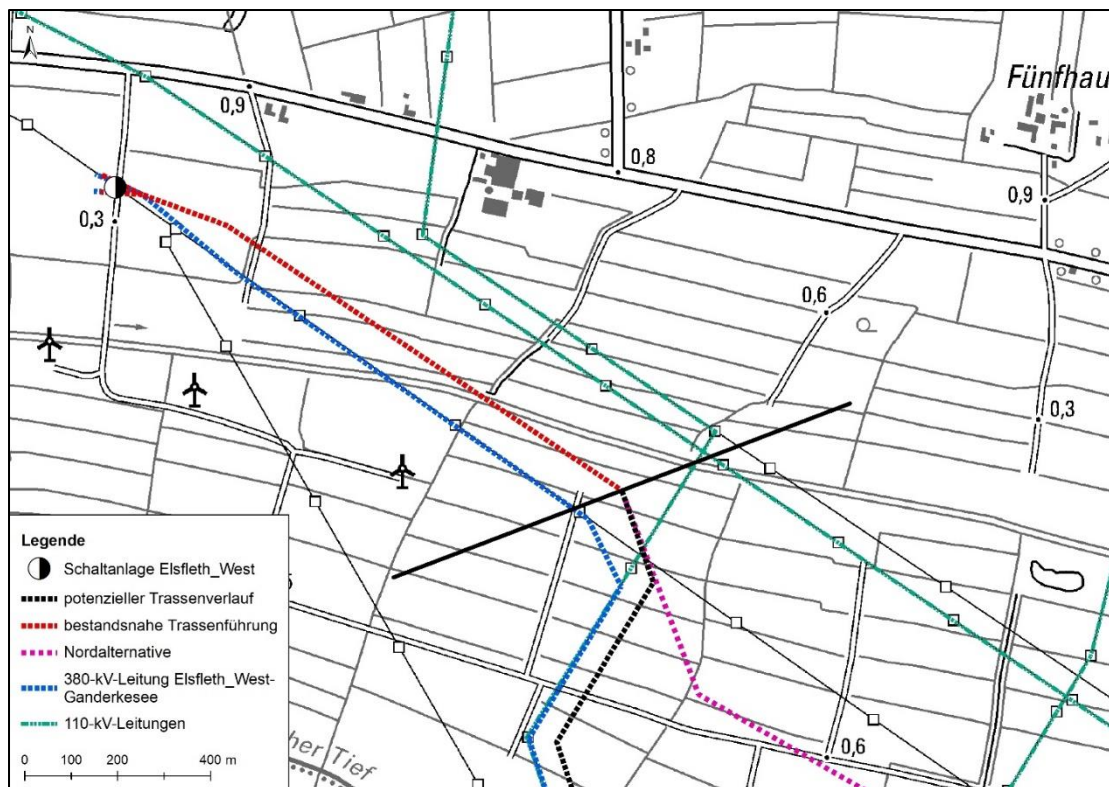 N
Fünfhau
0,9
0,8
0,9
0,3
0,6
0,3
Legende
Schaltanlage Elsfleth_West
potenzieller Trassenverlauf
bestandsnahe Trassenführung
Nordalternative
380-kV-Leitung Elsfleth_West-
Ganderkesee
110-kV-Leitungen
0 100 200 400 m
cher Tief
0,6